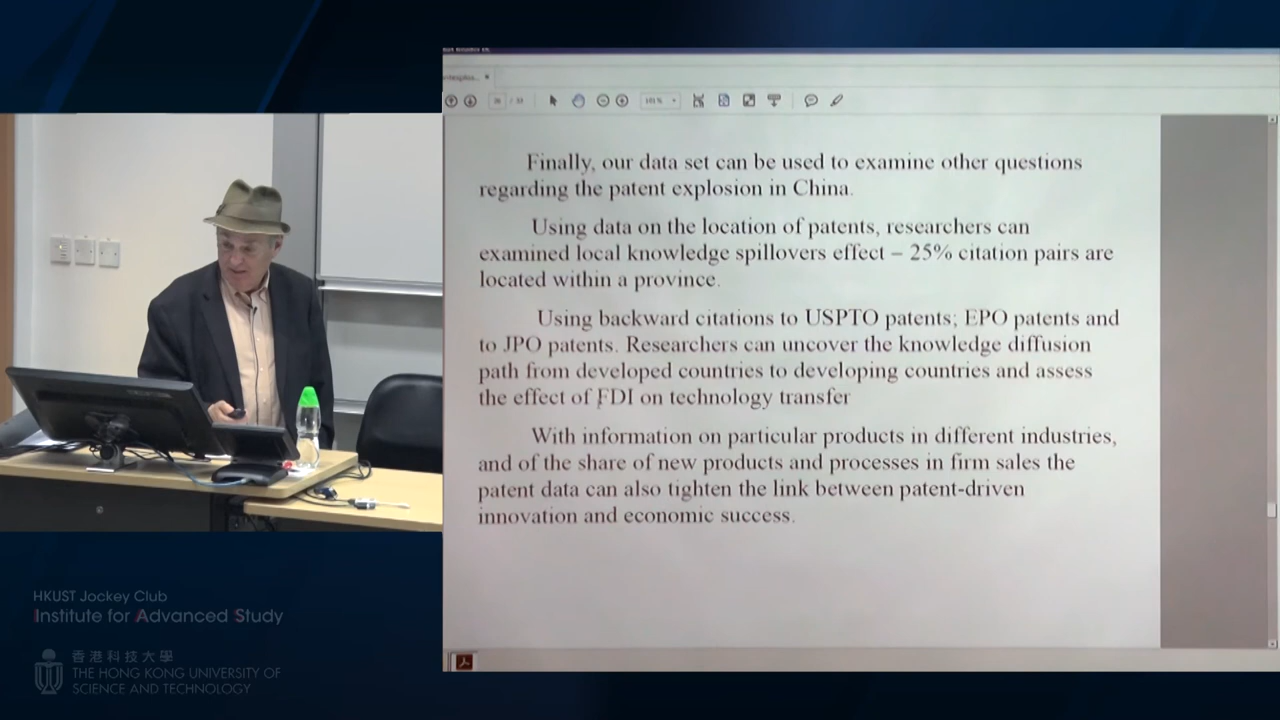 Finally, our data set can be used to examine other questions
regarding the patent explosion in China.
Using data on the location of patents, researchers can
examined local knowledge spillovers effect – 25% citation pairs are
located within a province.
Using backward citations to USPTO patents; EPO patents and
to JPO patents. Researchers can uncover the knowledge diffusion
path from developed countries to developing countries and assess
the effect of FDI on technology transfer
With information on particular products in different industries,
and of the share of new products and processes in firm sales the
patent data can also tighten the link between patent-driven
innovation and economic success.
HKUST Jockey Club
Institute for Advanced Study
香港科技大學
THE HONG KONG UNIVERSITY OF
SCIENCE AND TECHNOLOGY